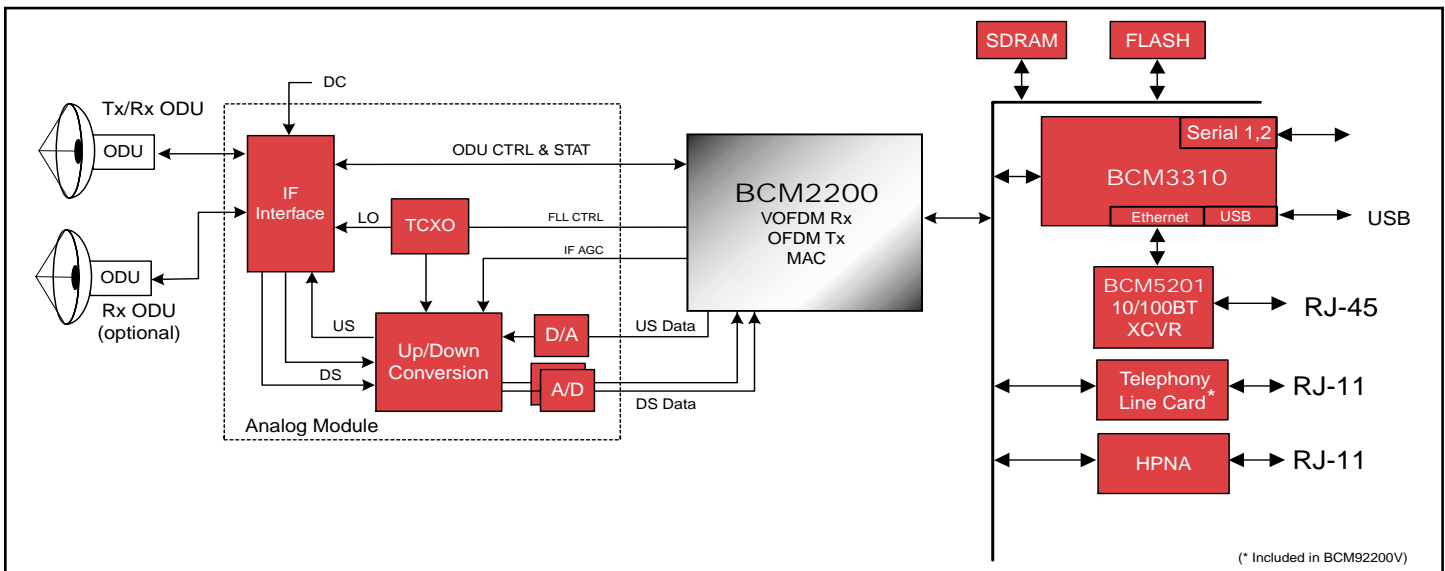 SDRAM
FLASH
DC
Tx/Rx ODU
ODU
ODU
Rx ODU
(optional)
IF
Interface
ODU CTRL & STAT
LO
TCXO
FLL CTRL
IF AGC
US
DS
Up/Down
Conversion
D/A
A/D
US Data
DS Data
Analog Module
BCM2200
VOFDM Rx
OFDM Tx
MAC
Serial 1,2
BCM3310
Ethernet
USB
USB
BCM5201
10/100BT
XCVR
RJ-45
Telephony
Line Card*
RJ-11
HPNA
RJ-11
(* Included in BCM92200V)